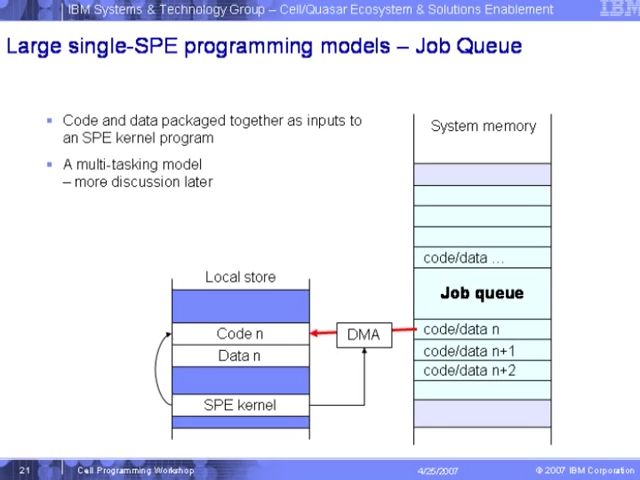 IBM Systems & Technology Group – Cell/Quasar Ecosystem & Solutions Enablement
IBM
Large single-SPE programming models – Job Queue
Code and data packaged together as inputs to
an SPE kernel program
A multi-tasking model
– more discussion later
System memory
code/data …
Job queue
code/data n
code/data n+1
code/data n+2
Local store
Code n
Data n
SPE kernel
DMA
21
Cell Programming Workshop
4/25/2007
© 2007 IBM Corporation